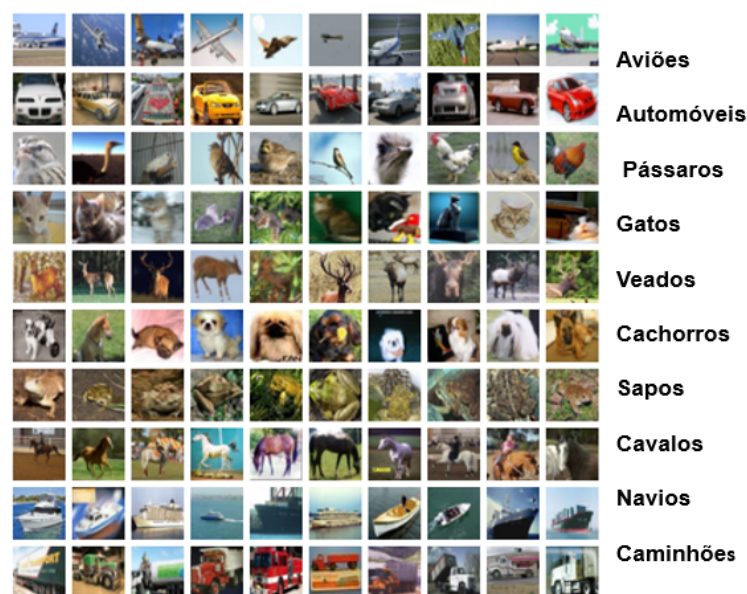 Aviões
Automóveis
Pássaros
Gatos
Veados
Cachorros
Sapos
Cavalos
Navios
Caminhões